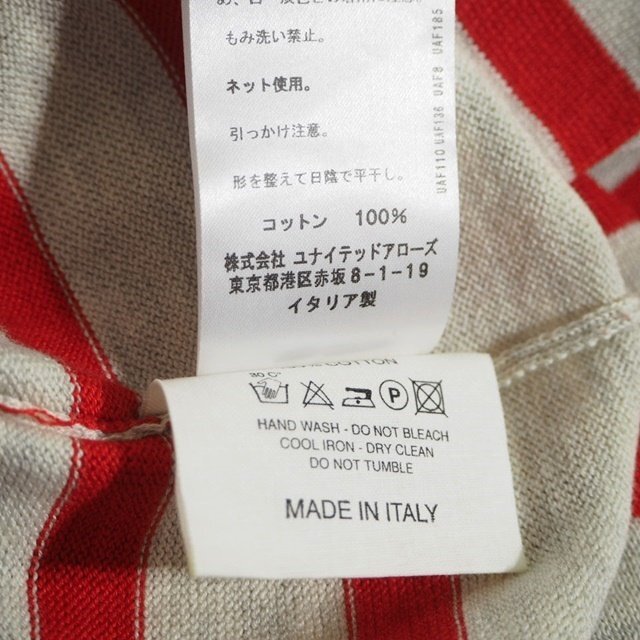 もみ洗い禁止。
ネット使用。
引っかけ注意。
形を整えて日陰で平干し。
コットン 100%
株式会社 ユナイテッドアローズ
東京都港区赤坂8-1-19
イタリア製
UAF110 UAF136 UAF8 UAF185
COTTON
30 C°
P
HAND WASH - DO NOT BLEACH
COOL IRON - DRY CLEAN
DO NOT TUMBLE
MADE IN ITALY